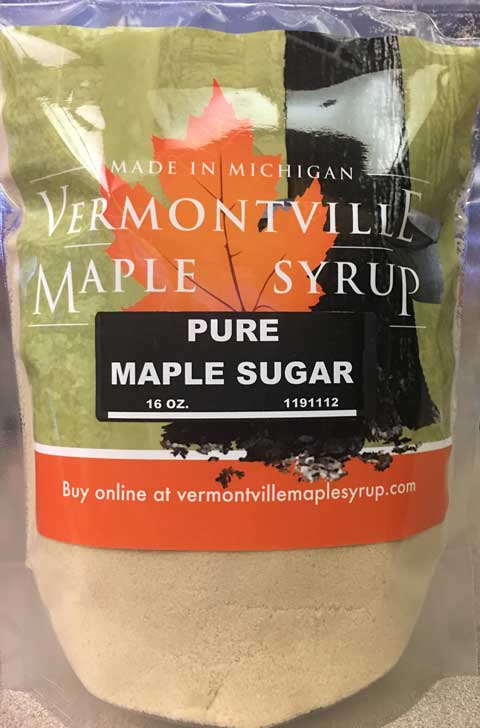 MADE IN MICHIGAN
VERMONTVILLE
MAPLE SYRUP
PURE
MAPLE SUGAR
16 OZ. 1191112
Buy online at vermontvillemaplesyrup.com